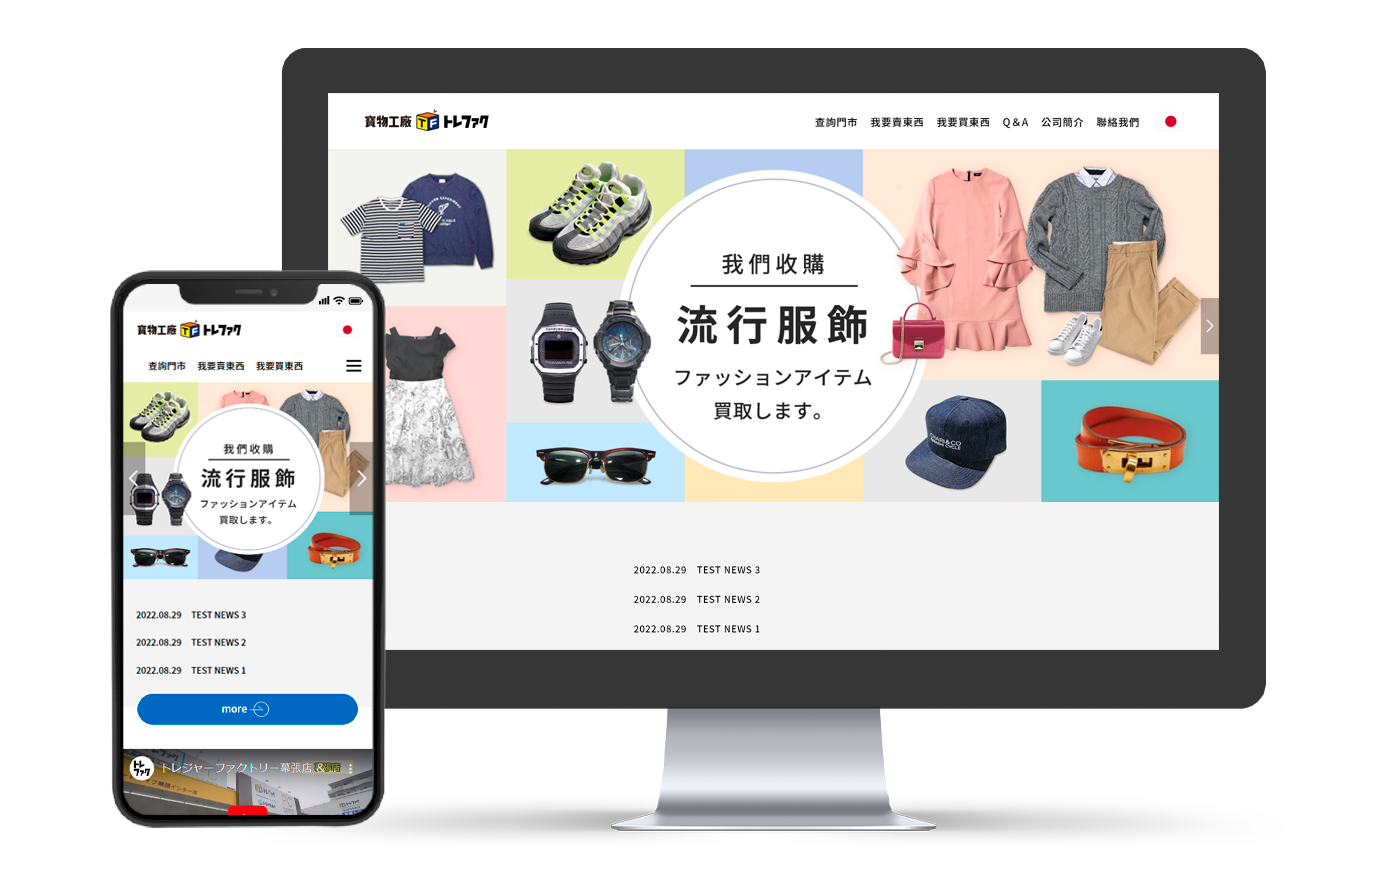 寶物工廠 TF トレファク
查詢門市 我要賣東西 我要買東西 Q&A 公司簡介 聯絡我們
我們收購
流行服飾
ファッションアイテム
買取します。
2022.08.29 TEST NEWS 3
2022.08.29 TEST NEWS 2
2022.08.29 TEST NEWS 1
寶物工廠 TF トレファク
查詢門市 我要賣東西 我要買東西
我們收購
流行服飾
ファッションアイテム
買取します。
2022.08.29 TEST NEWS 3
2022.08.29 TEST NEWS 2
2022.08.29 TEST NEWS 1
more
トレファク
トレジャーファクトリー幕張店